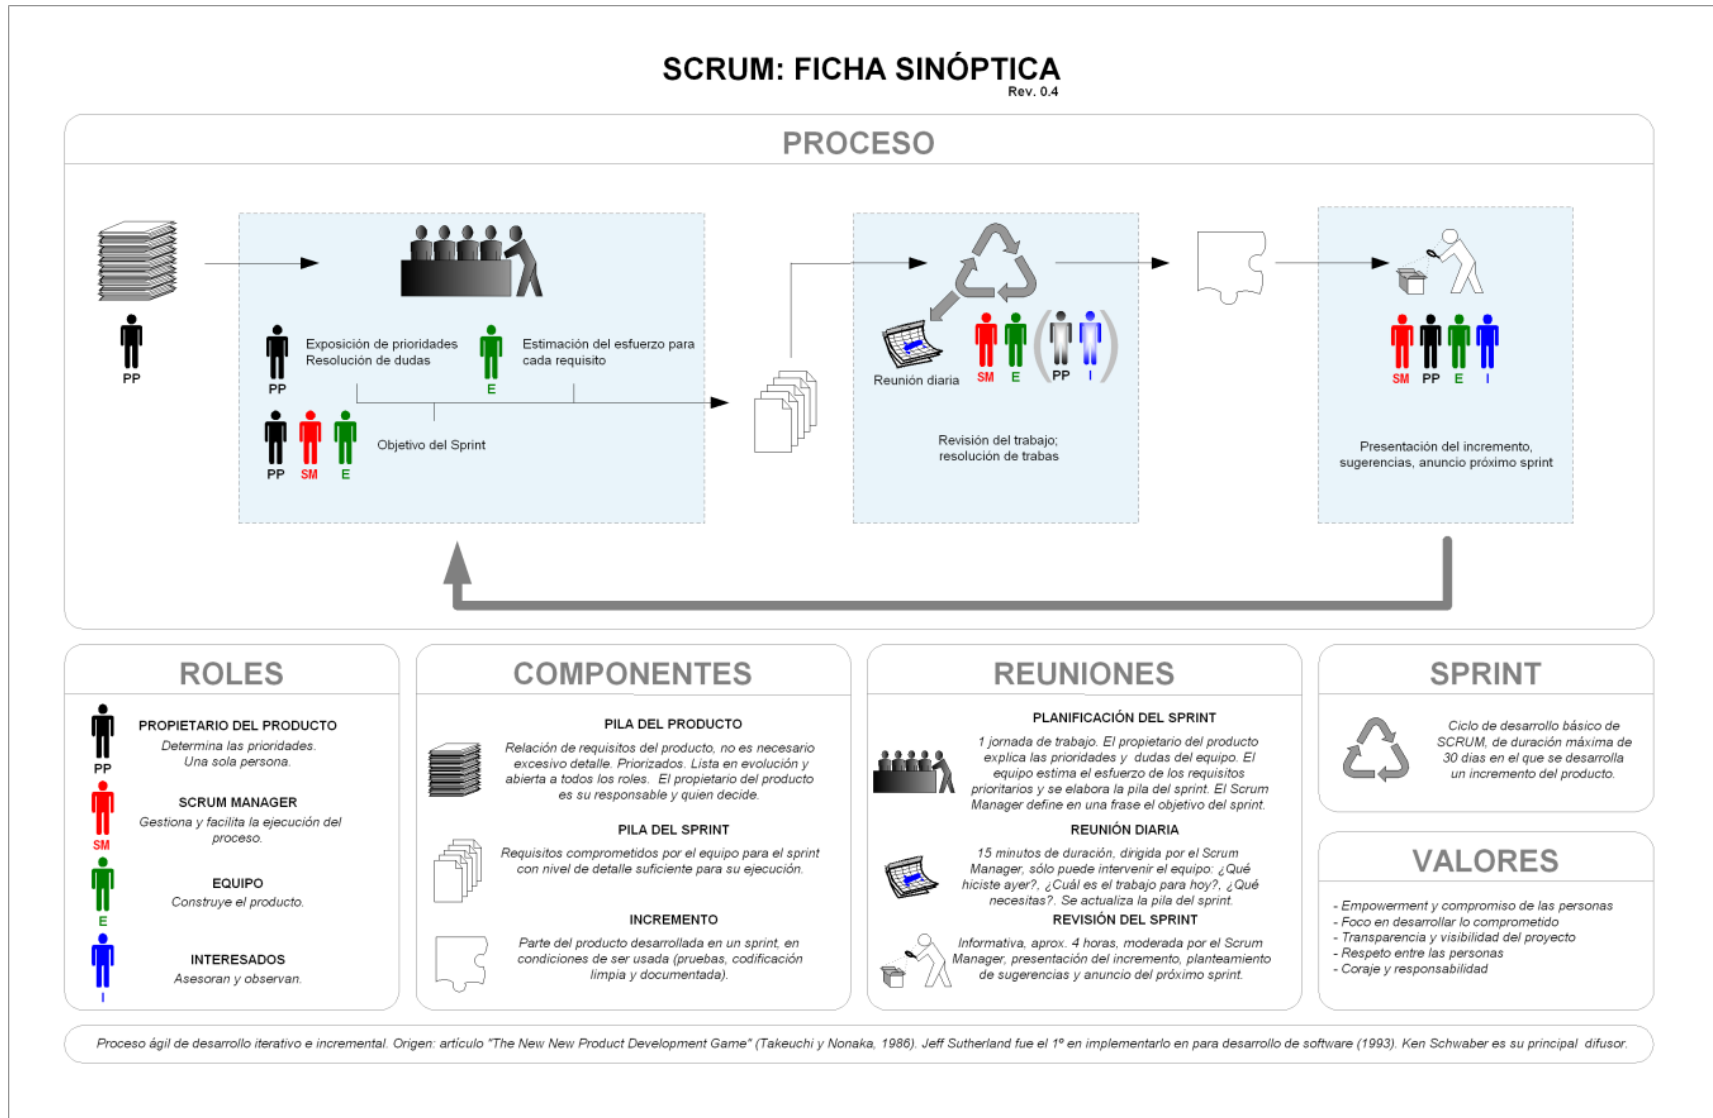 SCRUM: FICHA SINÓPTICA
Rev. 0.4
PROCESO
PP
PP
Exposición de prioridades
Resolución de dudas
E
Estimación del esfuerzo para
cada requisito
PP
SM
E
Objetivo del Sprint
Reunión diaria
SM
E
PP
I
Revisión del trabajo;
resolución de trabas
SM
PP
E
I
Presentación del incremento,
sugerencias, anuncio próximo sprint
ROLES
PP
PROPIETARIO DEL PRODUCTO
Determina las prioridades.
Una sola persona.
SM
SCRUM MANAGER
Gestiona y facilita la ejecución del
proceso.
E
EQUIPO
Construye el producto.
I
INTERESADOS
Asesoran y observan.
COMPONENTES
PILA DEL PRODUCTO
Relación de requisitos del producto, no es necesario
excesivo detalle. Priorizados. Lista en evolución y
abierta a todos los roles. El propietario del producto
es su responsable y quien decide.
PILA DEL SPRINT
Requisitos comprometidos por el equipo para el sprint
con nivel de detalle suficiente para su ejecución.
INCREMENTO
Parte del producto desarrollada en un sprint, en
condiciones de ser usada (pruebas, codificación
limpia y documentada).
REUNIONES
PLANIFICACIÓN DEL SPRINT
1 jornada de trabajo. El propietario del producto
explica las prioridades y dudas del equipo. El
equipo estima el esfuerzo de los requisitos
prioritarios y se elabora la pila del sprint. El Scrum
Manager define en una frase el objetivo del sprint.
REUNIÓN DIARIA
15 minutos de duración, dirigida por el Scrum
Manager, sólo puede intervenir el equipo: ¿Qué
hiciste ayer?, ¿Cuál es el trabajo para hoy?, ¿Qué
necesitas?. Se actualiza la pila del sprint.
REVISIÓN DEL SPRINT
Informativa, aprox. 4 horas, moderada por el Scrum
Manager, presentación del incremento, planteamiento
de sugerencias y anuncio del próximo sprint.
SPRINT
Ciclo de desarrollo básico de
SCRUM, de duración máxima de
30 días en el que se desarrolla
un incremento del producto.
VALORES
- Empowerment y compromiso de las personas
- Foco en desarrollar lo comprometido
- Transparencia y visibilidad del proyecto
- Respeto entre las personas
- Coraje y responsabilidad
Proceso ágil de desarrollo iterativo e incremental. Origen: artículo "The New New Product Development Game" (Takeuchi y Nonaka, 1986). Jeff Sutherland fue el 1º en implementarlo en para desarrollo de software (1993). Ken Schwaber es su principal difusor.